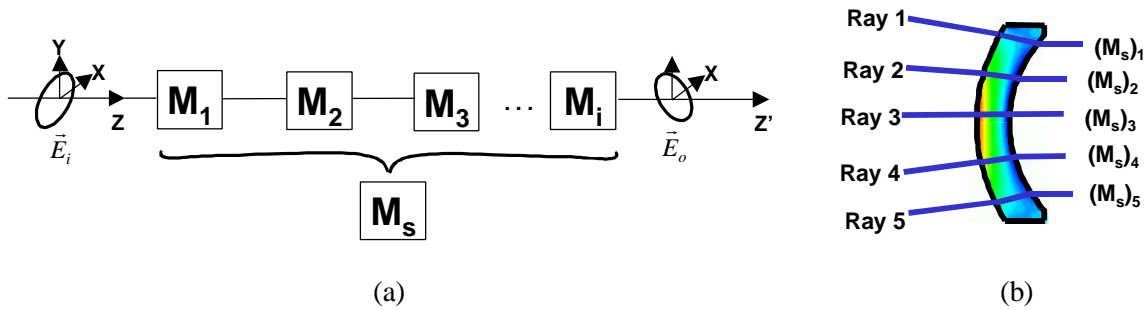 Y
X
Z
M1
M2
M3
...
Mi
X
Z'
E⃗i
E⃗o
Ms
(a)
Ray 1
(Ms)1
Ray 2
(Ms)2
Ray 3
(Ms)3
Ray 4
(Ms)4
Ray 5
(Ms)5
(b)